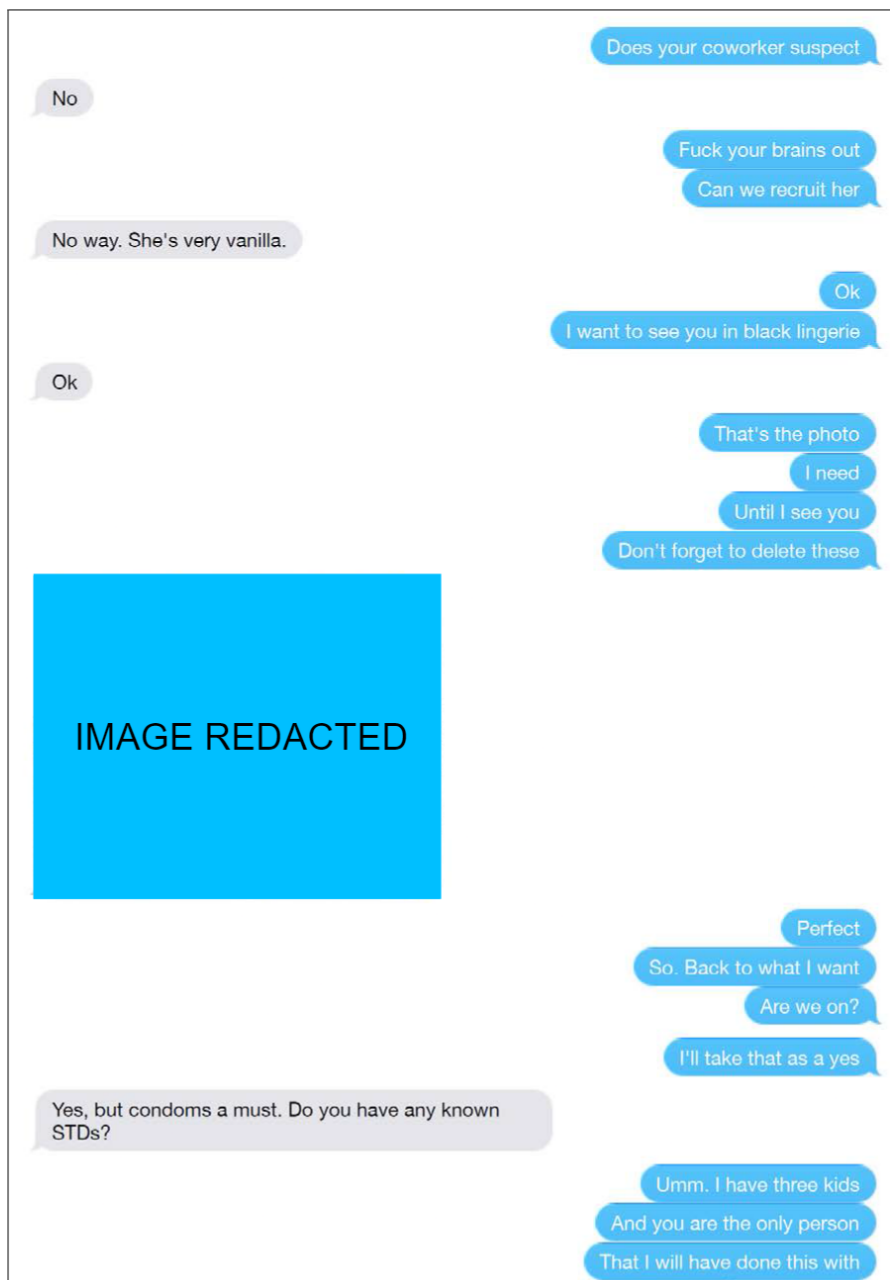 Does your coworker suspect
No
Fuck your brains out
Can we recruit her
No way. She's very vanilla.
Ok
I want to see you in black lingerie
Ok
That's the photo
I need
Until I see you
Don't forget to delete these
IMAGE REDACTED
Perfect
So. Back to what I want
Are we on?
I'll take that as a yes
Yes, but condoms a must. Do you have any known
STDs?
Umm. I have three kids
And you are the only person
That I will have done this with